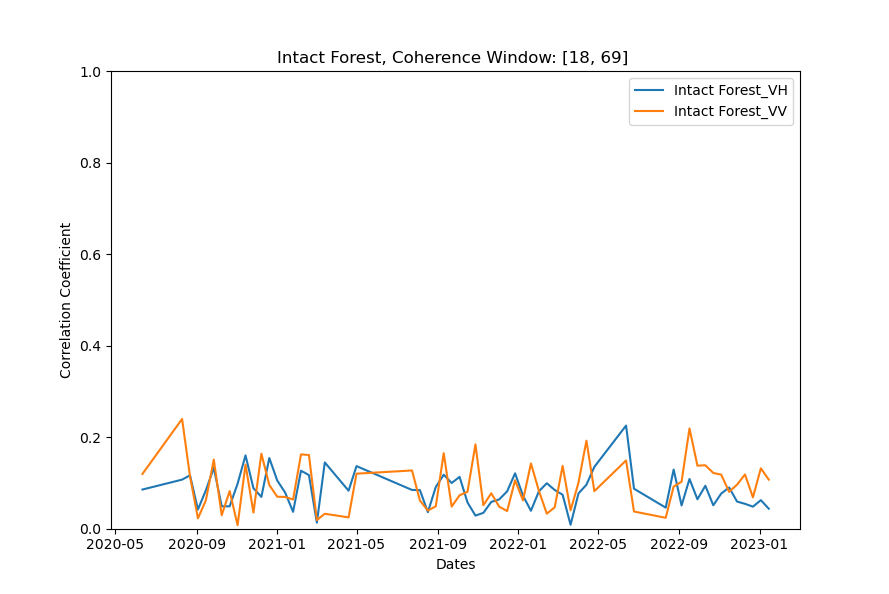 Intact Forest, Coherence Window: [18, 69]
Intact Forest_VH
Intact Forest_VV
Correlation Coefficient
1.0
0.8
0.6
0.4
0.2
0.0
2020-05 2020-09 2021-01 2021-05 2021-09 2022-01 2022-05 2022-09 2023-01
Dates